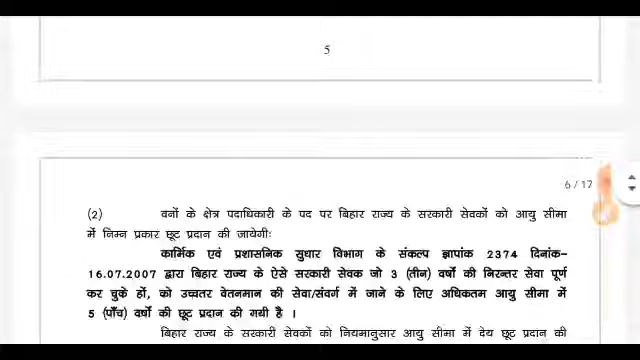 5
6/17
(2) वनों के क्षेत्र पदाधिकारी के पद पर बिहार राज्य के सरकारी सेवकों को आयु सीमा
में निम्न प्रकार छूट प्रदान की जायेगीः
कार्मिक एवं प्रशासनिक सुधार विभाग के संकल्प ज्ञापांक 2374 दिनांक–
16.07.2007 द्वारा बिहार राज्य के ऐसे सरकारी सेवक जो 3 (तीन) वर्षों की निरन्तर सेवा पूर्ण
कर चुके हों, को उच्चतर वेतनमान की सेवा/संवर्ग में जाने के लिए अधिकतम आयु सीमा में
5 (पाँच) वर्षों की छूट प्रदान की गयी है ।
बिहार राज्य के सरकारी सेवकों को नियमानुसार आयु सीमा में देय छूट प्रदान की